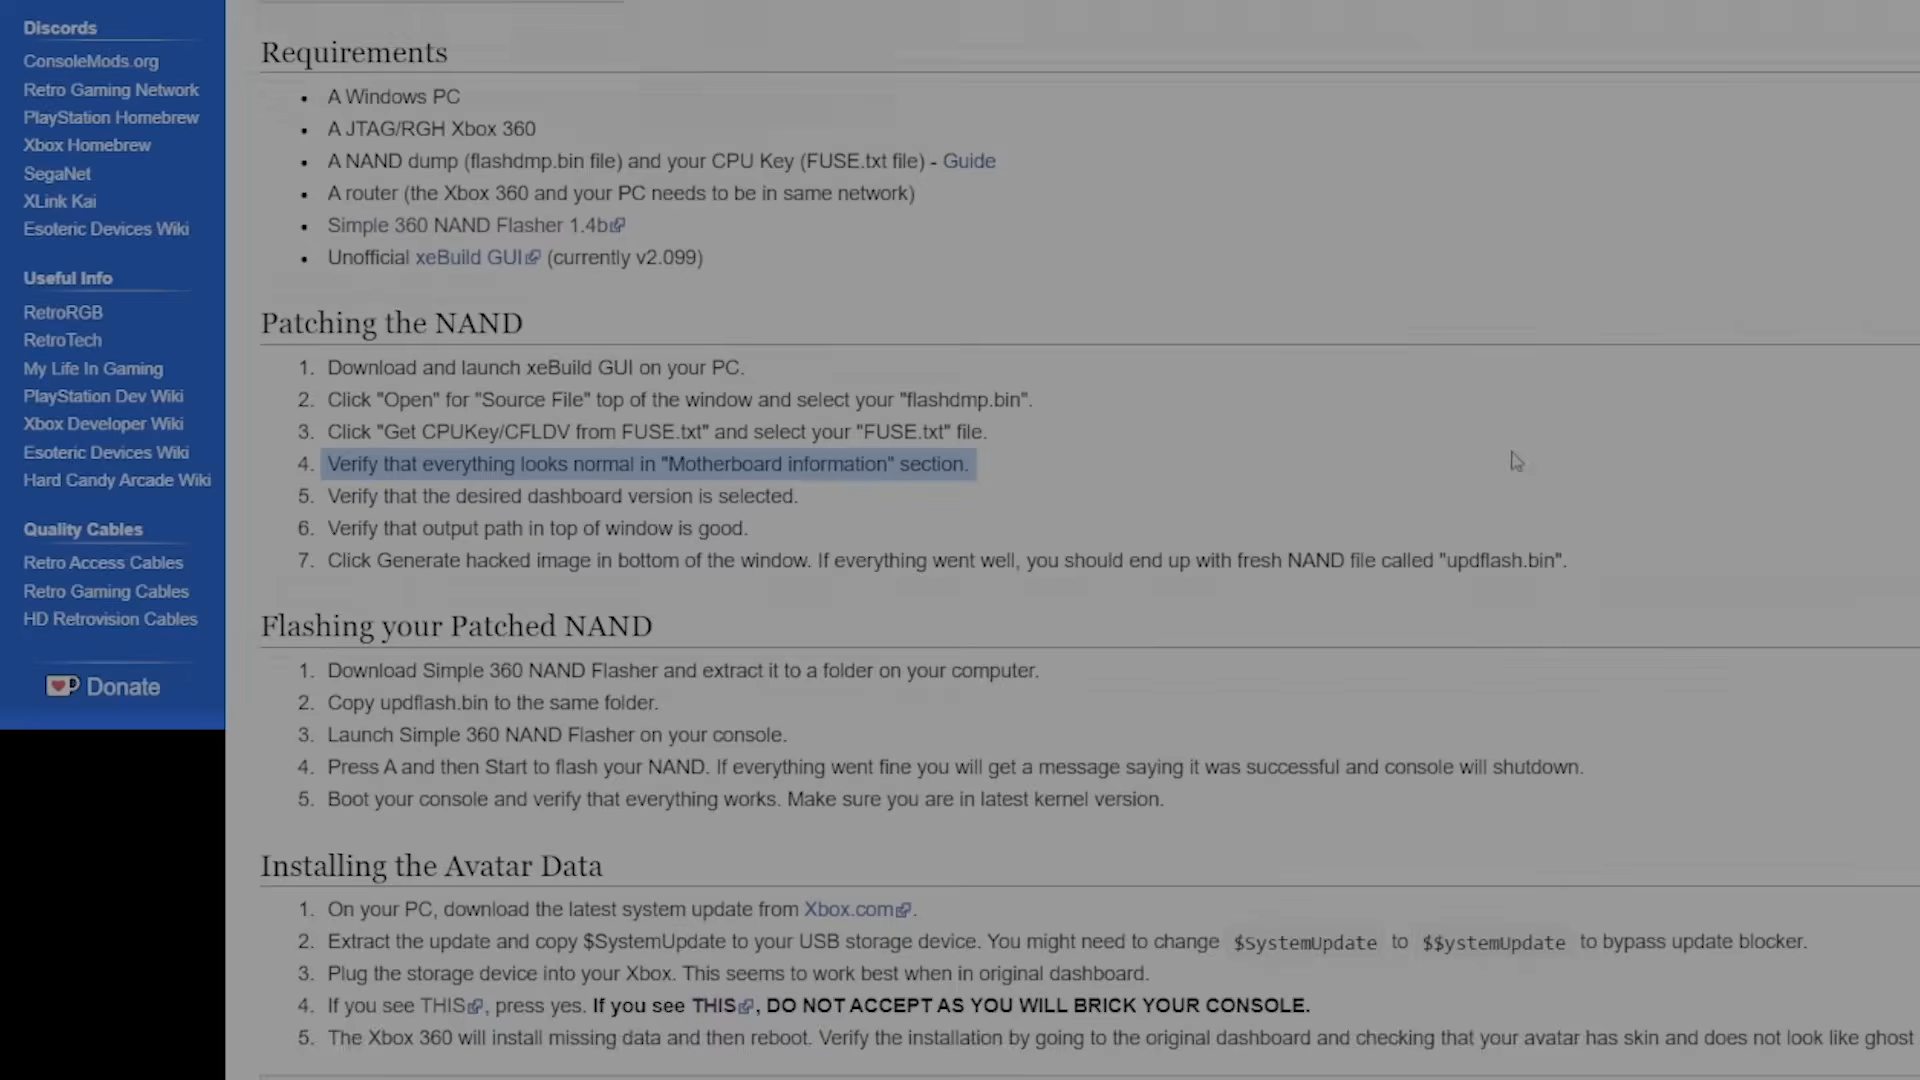 Discords
ConsoleMods.org
Retro Gaming Network
PlayStation Homebrew
Xbox Homebrew
SegaNet
XLink Kai
Esoteric Devices Wiki
Useful Info
RetroRGB
RetroTech
My Life In Gaming
PlayStation Dev Wiki
Xbox Developer Wiki
Esoteric Devices Wiki
Hard Candy Arcade Wiki
Quality Cables
Retro Access Cables
Retro Gaming Cables
HD Retrovision Cables
Donate
Requirements
• A Windows PC
• A JTAG/RGH Xbox 360
• A NAND dump (flashdmp.bin file) and your CPU Key (FUSE.txt file) - Guide
• A router (the Xbox 360 and your PC needs to be in same network)
• Simple 360 NAND Flasher 1.4b
• Unofficial xeBuild GUI (currently v2.099)
Patching the NAND
1. Download and launch xeBuild GUI on your PC.
2. Click "Open" for "Source File" top of the window and select your "flashdmp.bin".
3. Click "Get CPUKey/CFLDV from FUSE.txt" and select your "FUSE.txt" file.
4. Verify that everything looks normal in "Motherboard information" section.
5. Verify that the desired dashboard version is selected.
6. Verify that output path in top of window is good.
7. Click Generate hacked image in bottom of the window. If everything went well, you should end up with fresh NAND file called "updflash.bin".
Flashing your Patched NAND
1. Download Simple 360 NAND Flasher and extract it to a folder on your computer.
2. Copy updflash.bin to the same folder.
3. Launch Simple 360 NAND Flasher on your console.
4. Press A and then Start to flash your NAND. If everything went fine you will get a message saying it was successful and console will shutdown.
5. Boot your console and verify that everything works. Make sure you are in latest kernel version.
Installing the Avatar Data
1. On your PC, download the latest system update from Xbox.com.
2. Extract the update and copy $SystemUpdate to your USB storage device. You might need to change $SystemUpdate to $$ystemUpdate to bypass update blocker.
3. Plug the storage device into your Xbox. This seems to work best when in original dashboard.
4. If you see THIS, press yes. If you see THIS, DO NOT ACCEPT AS YOU WILL BRICK YOUR CONSOLE.
5. The Xbox 360 will install missing data and then reboot. Verify the installation by going to the original dashboard and checking that your avatar has skin and does not look like ghost